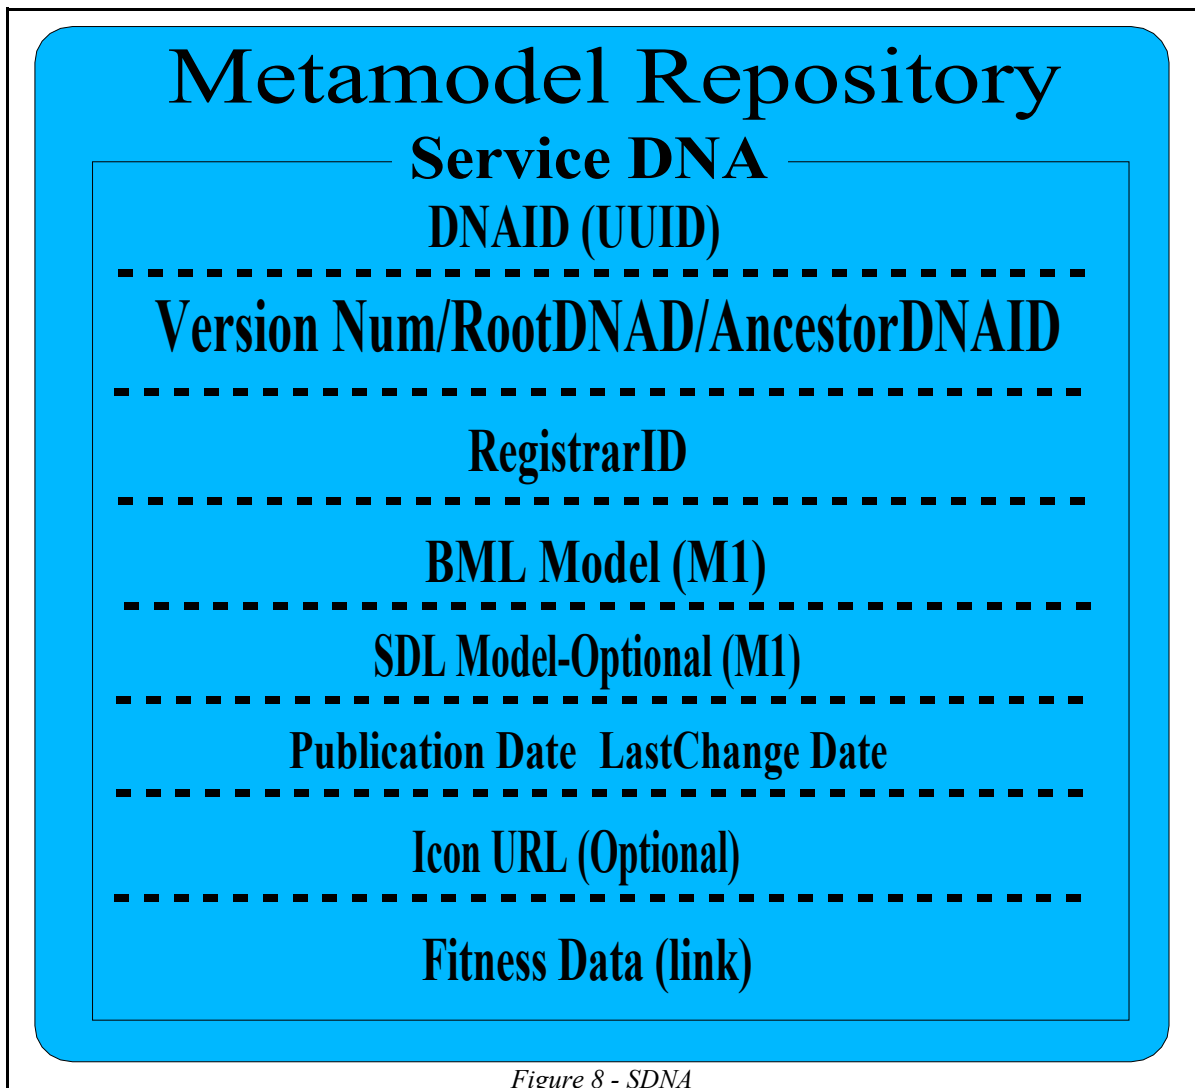 Metamodel Repository
Service DNA
DNAID (UUID)
Version Num/RootDNAD/AncestorDNAID
RegistrarID
BML Model (M1)
SDL Model-Optional (M1)
Publication Date  LastChange Date
Icon URL (Optional)
Fitness Data (link)
Figure 8 - SDNA